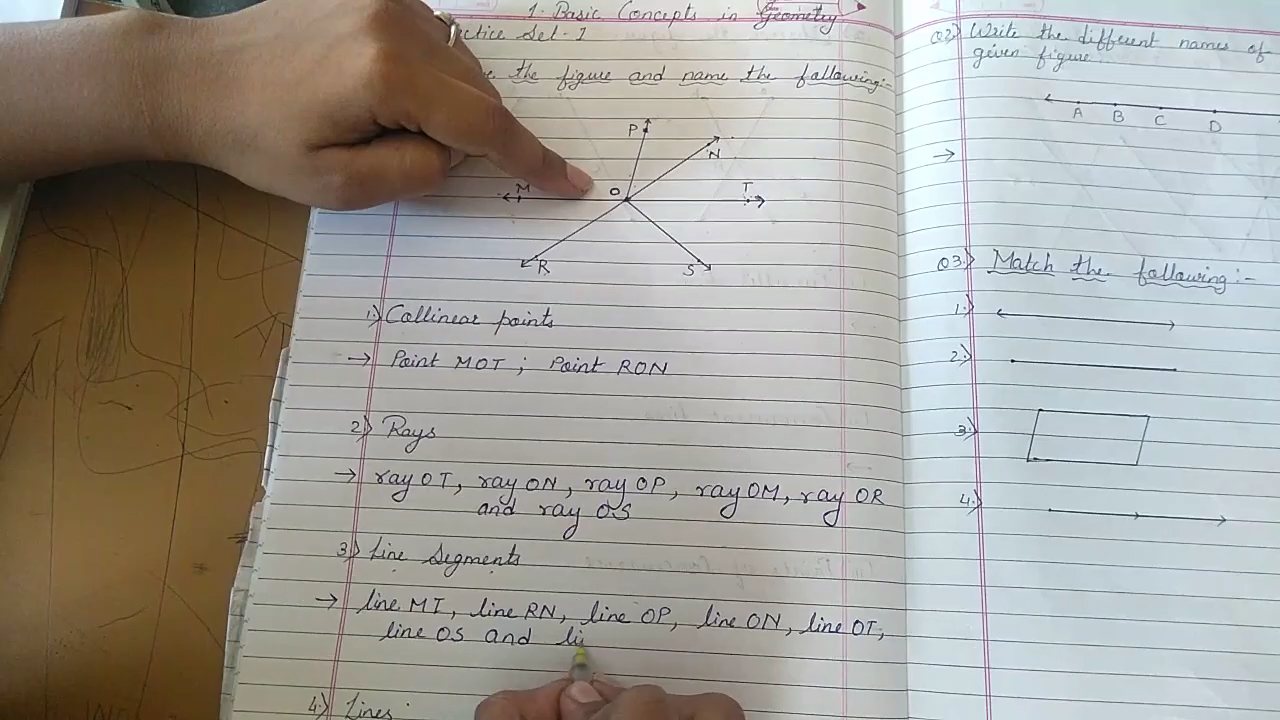 1. Basic Concepts in Geometry
ctice Set-1
the figure and name the following:-
P
N
M
O
T
R
S
1) Collinear points
→ Point MOT ; Point RON
2) Rays
→ ray OT, ray ON, ray OP, ray OM, ray OR
and ray OS
3) Line Segments
→ line MT, line RN, line OP, line ON, line OT,
line OS and li
4) Lines
Q2) Write the different names of
given figure
A B C D
→
Q3) Match the following:-
1.)
2.)
3.)
4.)